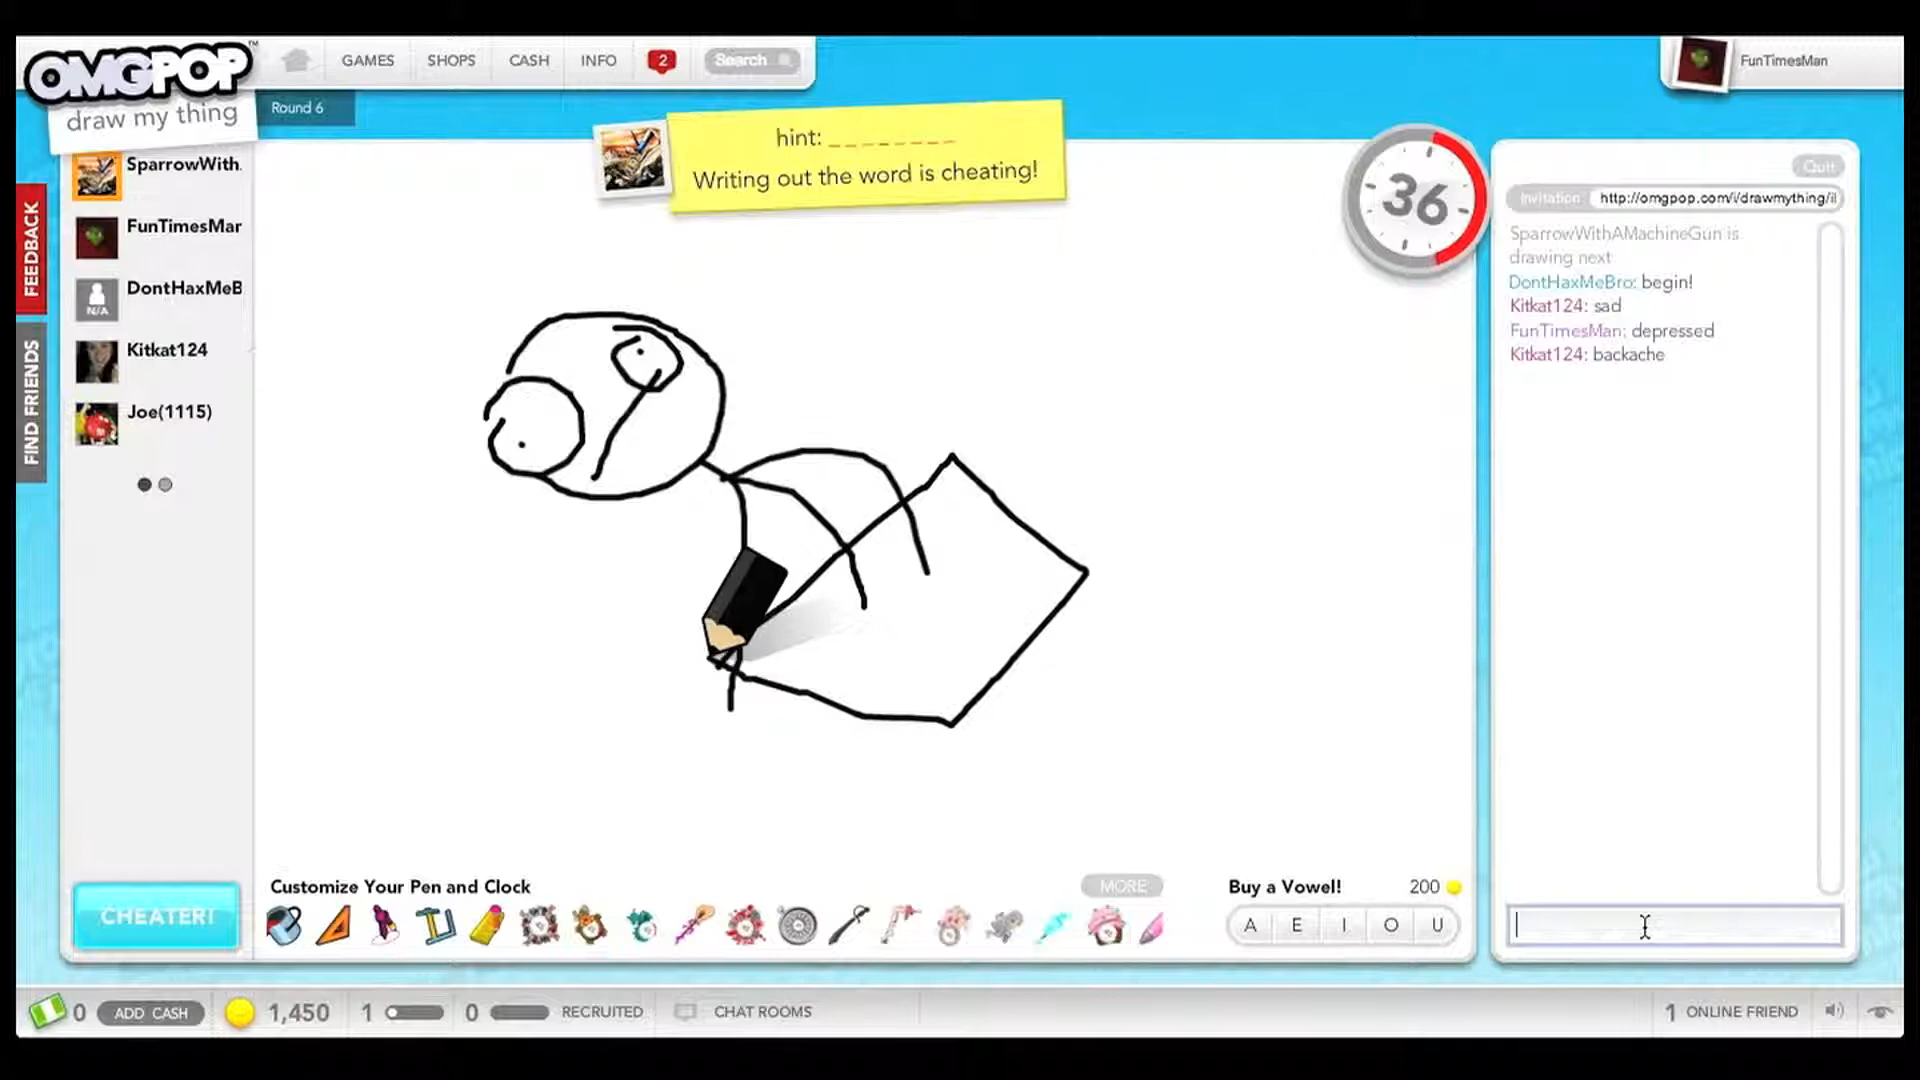 OMGPOP
draw my thing
GAMES
SHOPS
CASH
INFO
2
Search
FunTimesMan
Round 6
hint: _ _ _ _ _ _ _ _
Writing out the word is cheating!
36
Quit
Invitation http://omgpop.com/i/drawmything/il
FEEDBACK
FIND FRIENDS
SparrowWith.
FunTimesMar
DontHaxMeB
N/A
Kitkat124
Joe(1115)
SparrowWithAMachineGun is
drawing next
DontHaxMeBro: begin!
Kitkat124: sad
FunTimesMan: depressed
Kitkat124: backache
CHEATER!
Customize Your Pen and Clock
MORE
Buy a Vowel!
200
A E I O U
0 ADD CASH
1,450
1
0 RECRUITED
CHAT ROOMS
1 ONLINE FRIEND